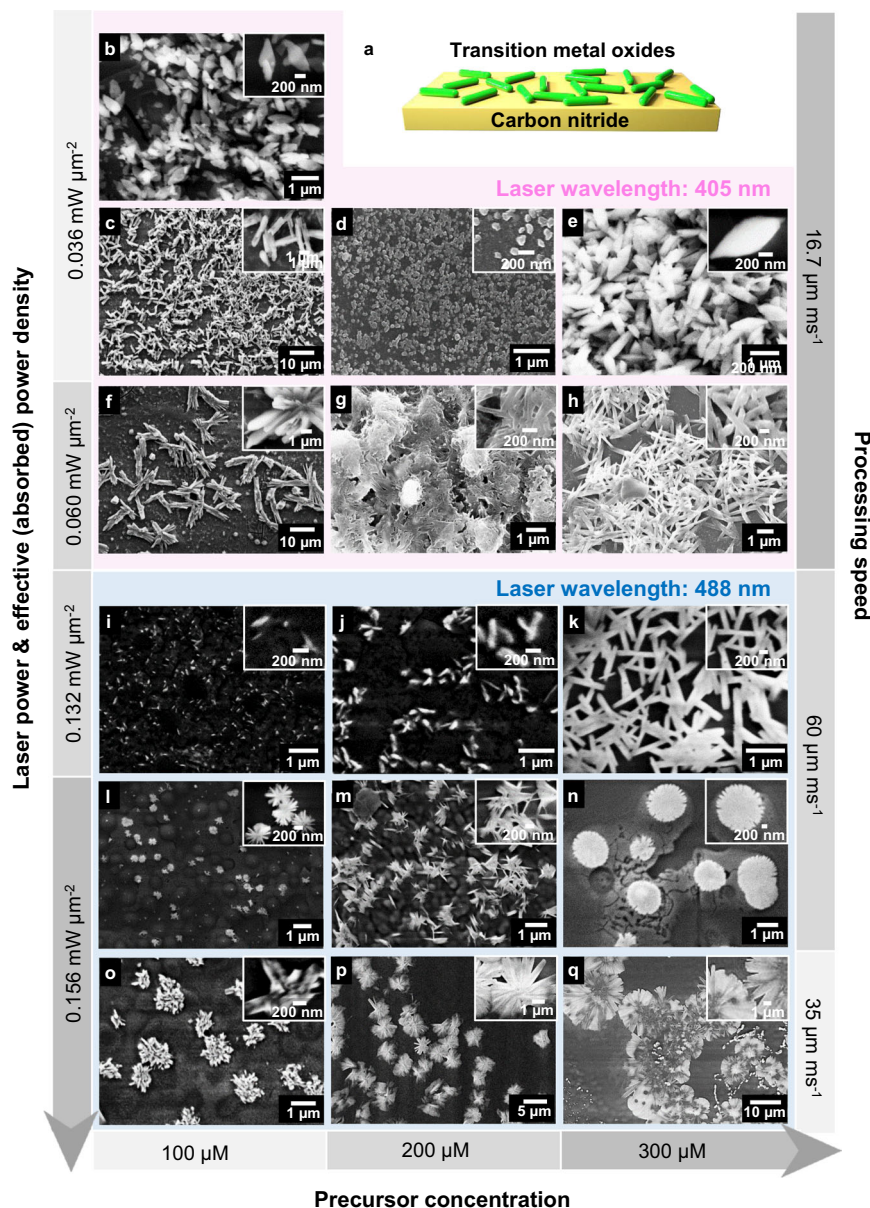 b
200 nm
1 µm
a
Transition metal oxides
Carbon nitride
Laser wavelength: 405 nm
c
1 µm
10 µm
d
200 nm
1 µm
e
200 nm
1 µm
200 nm
f
1 µm
10 µm
g
200 nm
1 µm
h
200 nm
1 µm
Laser wavelength: 488 nm
i
200 nm
1 µm
j
200 nm
1 µm
k
200 nm
1 µm
l
200 nm
1 µm
m
200 nm
1 µm
n
200 nm
1 µm
o
200 nm
1 µm
p
1 µm
5 µm
q
1 µm
10 µm
Laser power & effective (absorbed) power density
0.036 mW µm⁻²
0.060 mW µm⁻²
0.132 mW µm⁻²
0.156 mW µm⁻²
16.7 µm ms⁻¹
60 µm ms⁻¹
35 µm ms⁻¹
Processing speed
100 µM
200 µM
300 µM
Precursor concentration